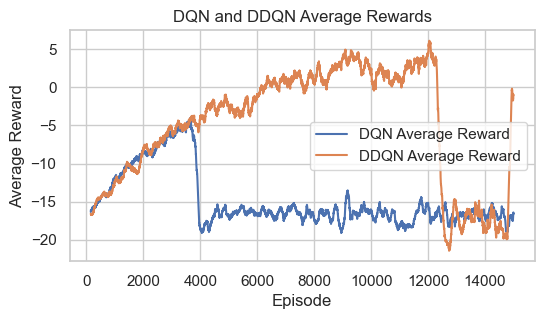 DQN and DDQN Average Rewards
Average Reward
5
0
−5
−10
−15
−20
DQN Average Reward
DDQN Average Reward
0 2000 4000 6000 8000 10000 12000 14000
Episode